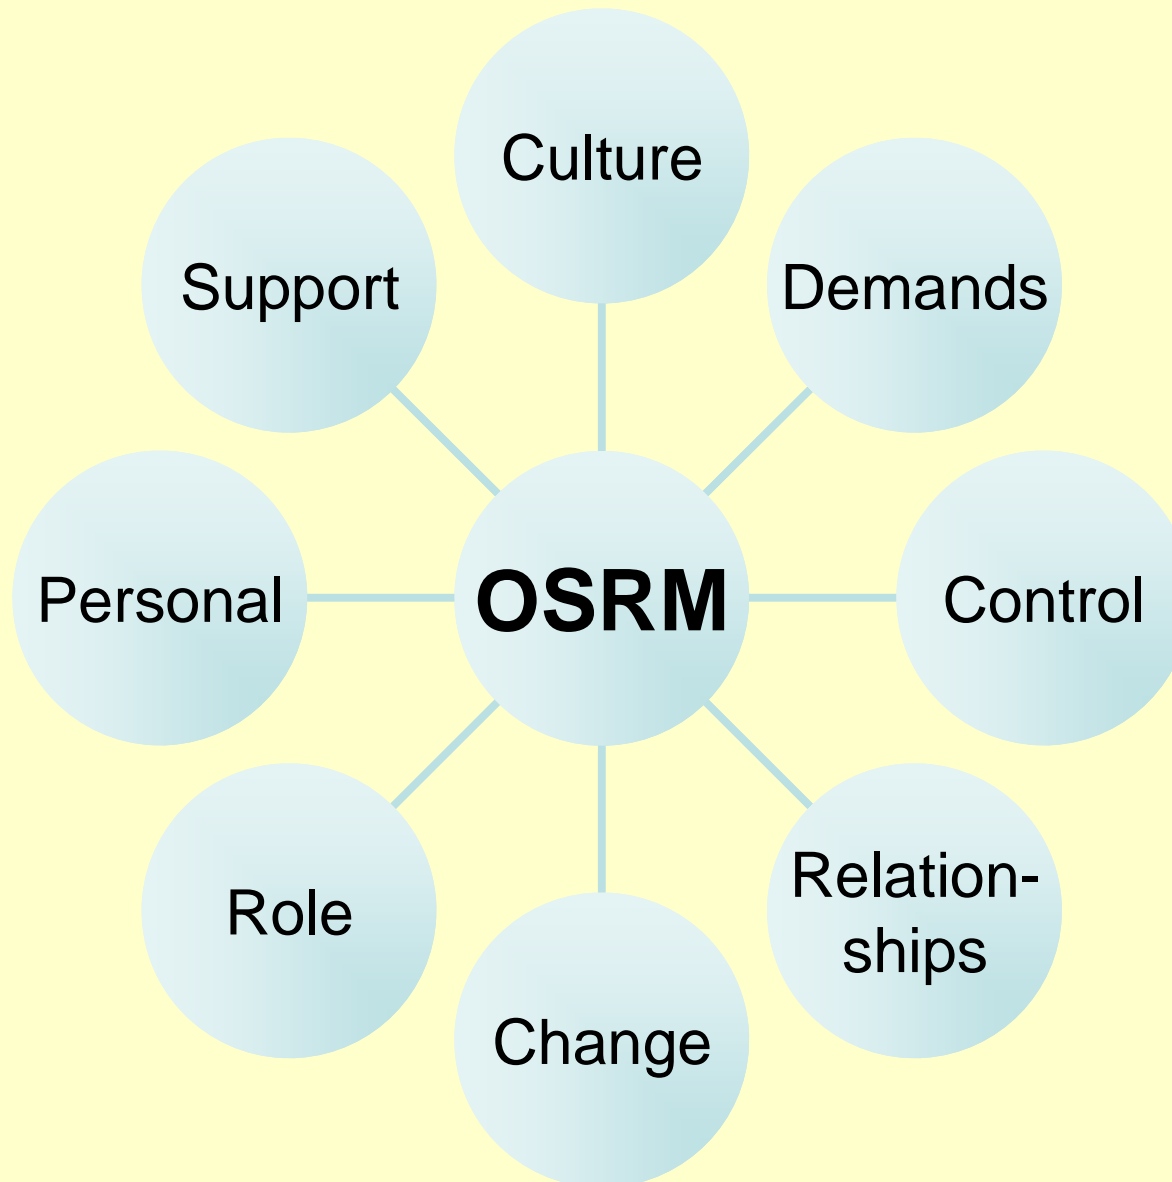 Culture
Support
Demands
Personal
OSRM
Control
Role
Relation-
ships
Change